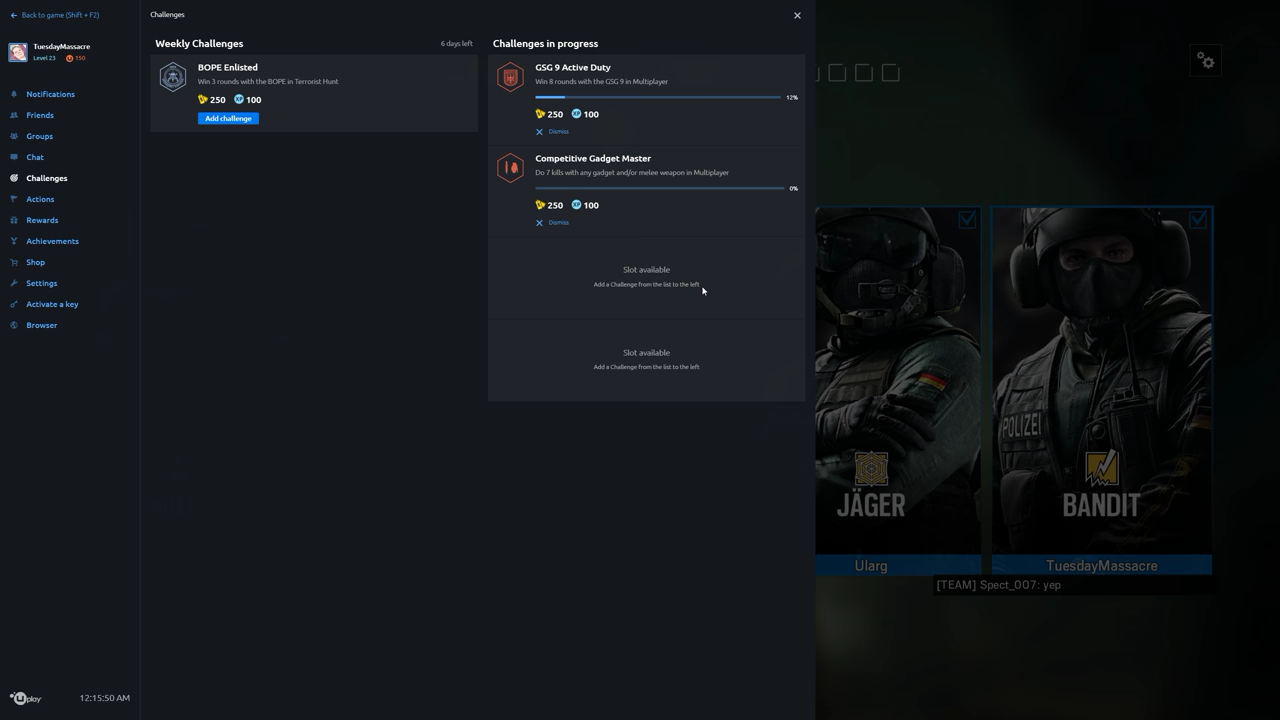 Back to game (Shift + F2)
TuesdayMassacre
Level 23 150
Notifications
Friends
Groups
Chat
Challenges
Actions
Rewards
Achievements
Shop
Settings
Activate a key
Browser
uplay 12:15:50 AM
Challenges
Weekly Challenges 6 days left
BOPE Enlisted
Win 3 rounds with the BOPE in Terrorist Hunt
250 XP 100
Add challenge
Challenges in progress
GSG 9 Active Duty
Win 8 rounds with the GSG 9 in Multiplayer
12%
250 XP 100
Dismiss
Competitive Gadget Master
Do 7 kills with any gadget and/or melee weapon in Multiplayer
0%
250 XP 100
Dismiss
Slot available
Add a Challenge from the list to the left
Slot available
Add a Challenge from the list to the left
POLIZEI
JÄGER
BANDIT
Ularg
TuesdayMassacre
[TEAM] Spect_007: yep